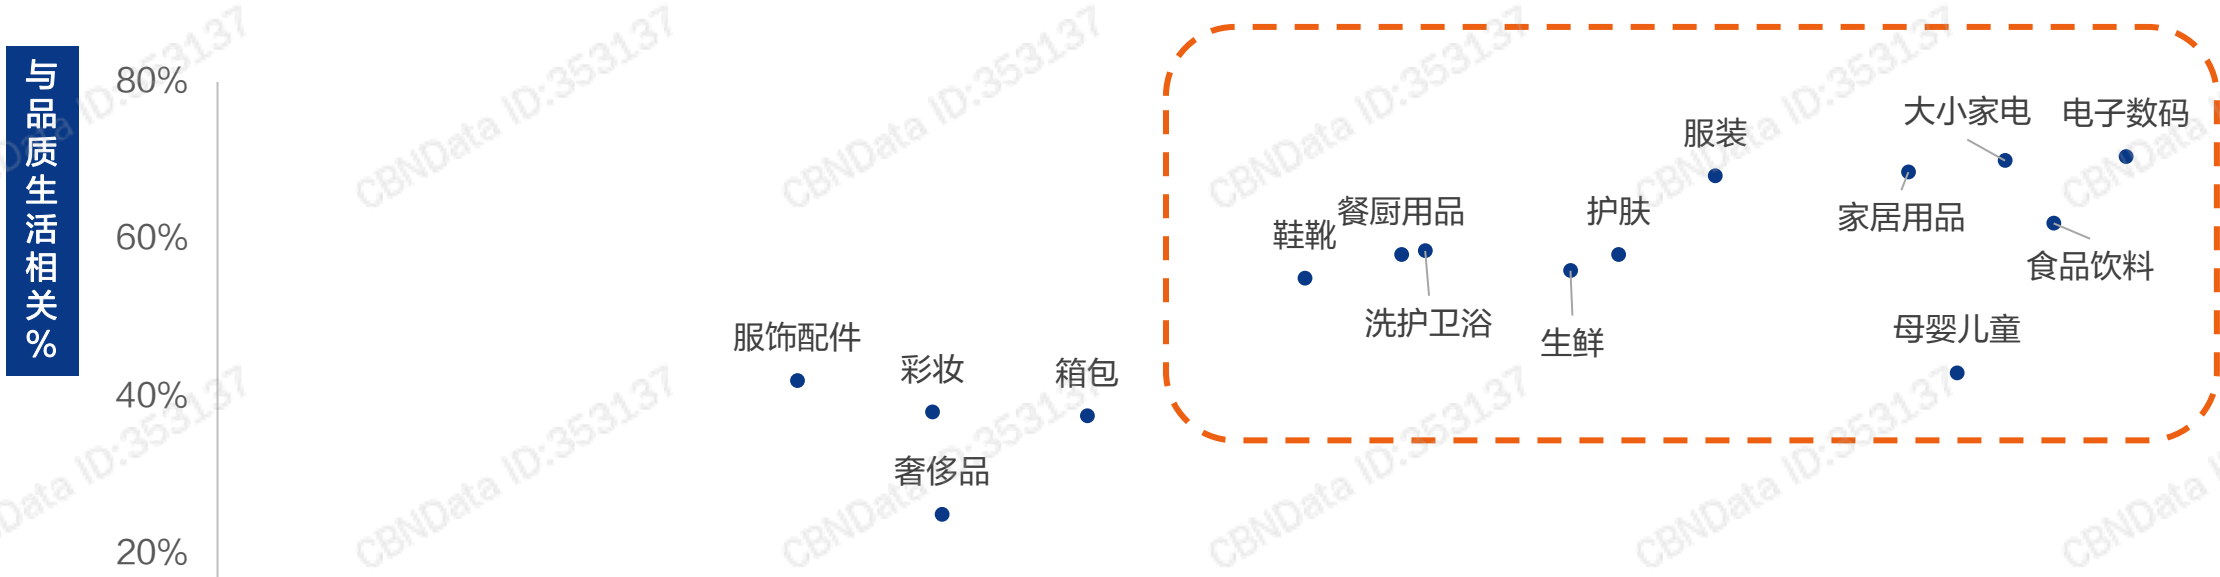 与品质生活相关%
80%
60%
40%
20%
大小家电
电子数码
服装
餐厨用品
护肤
鞋靴
家居用品
食品饮料
洗护卫浴
生鲜
母婴儿童
服饰配件
彩妆
箱包
奢侈品
CBNData ID:353137